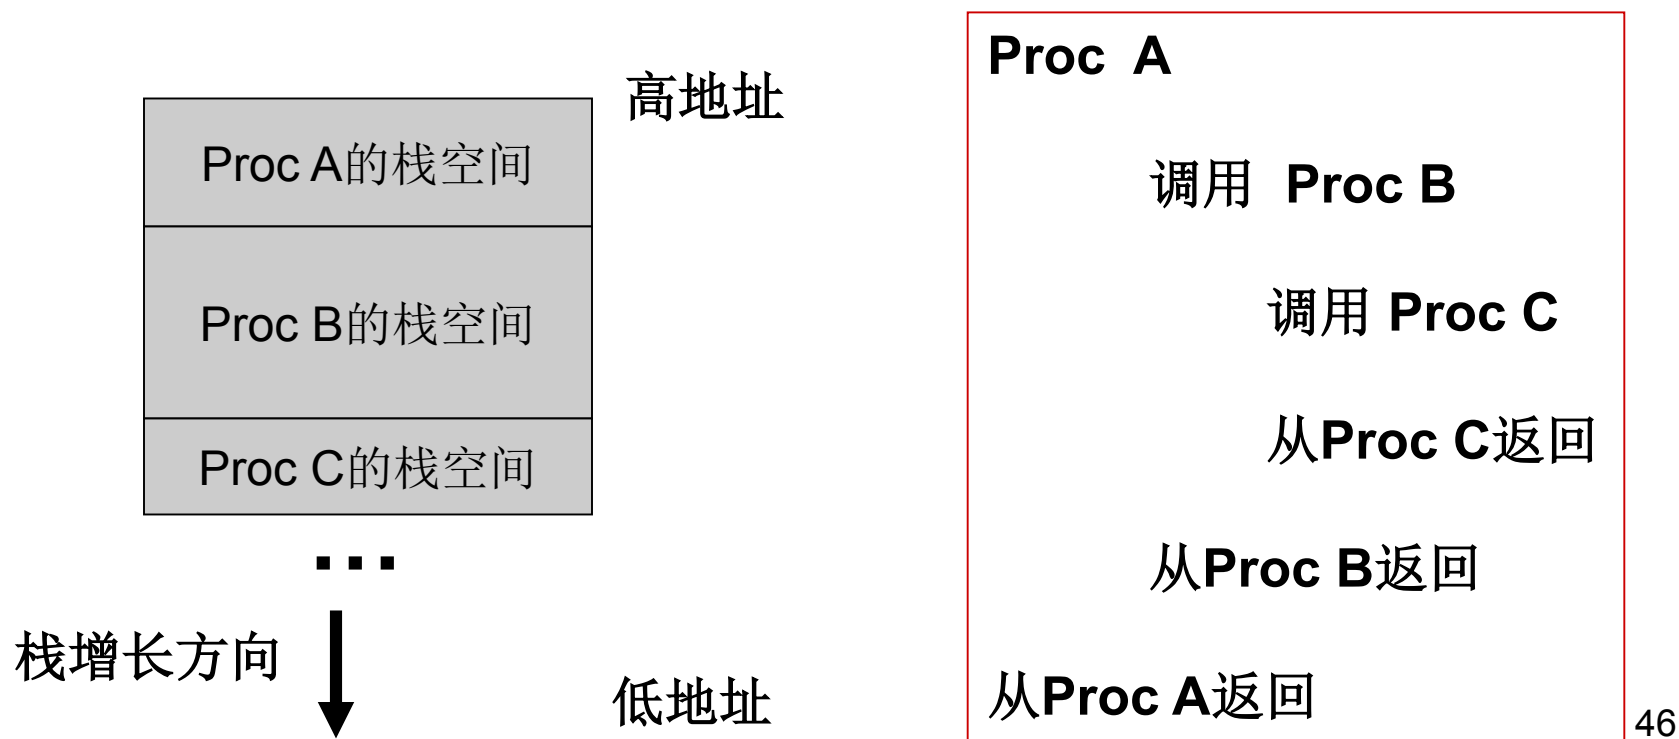 高地址
Proc A的栈空间
Proc B的栈空间
Proc C的栈空间
...
栈增长方向
低地址
Proc A
调用 Proc B
调用 Proc C
从Proc C返回
从Proc B返回
从Proc A返回
46